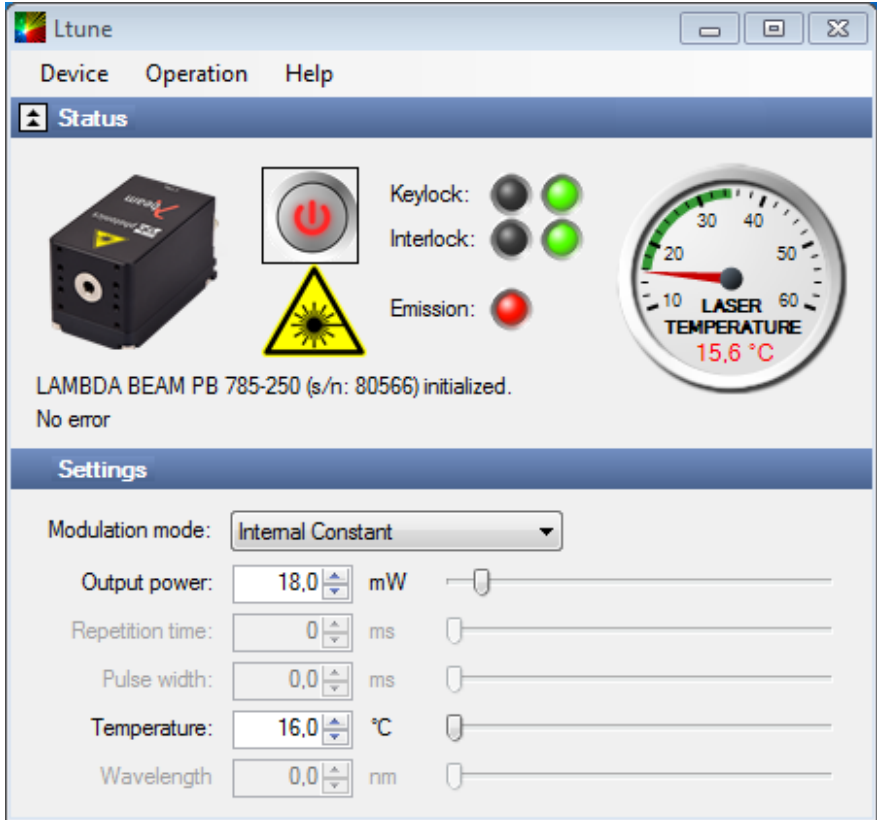 Ltune
Device Operation Help
Status
Keylock:
Interlock:
Emission:
10 20 30 40 50 60
LASER
TEMPERATURE
15,6 °C
LAMBDA BEAM PB 785-250 (s/n: 80566) initialized.
No error
Settings
Modulation mode: Internal Constant
Output power: 18,0 mW
Repetition time: 0 ms
Pulse width: 0,0 ms
Temperature: 16,0 °C
Wavelength 0,0 nm